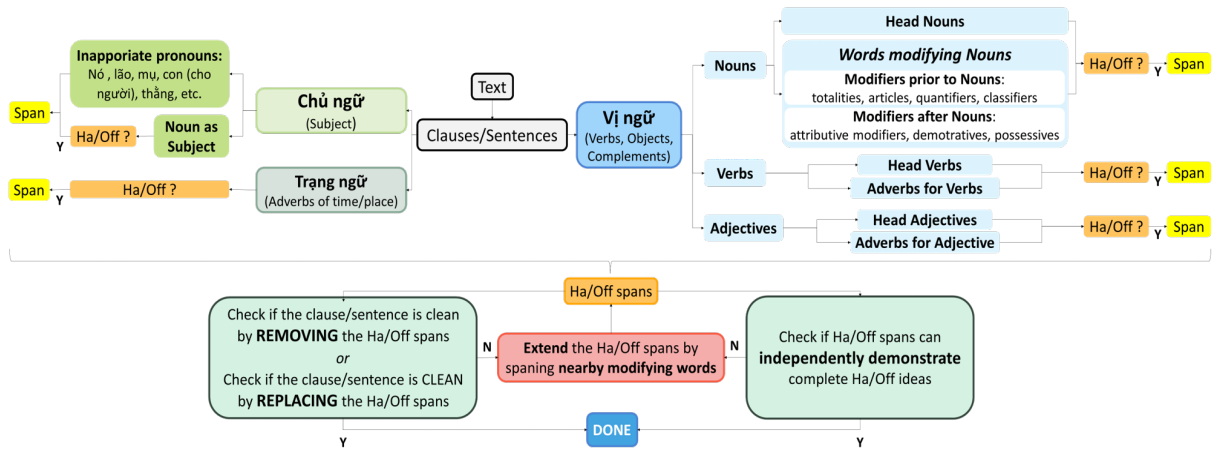 Text
Clauses/Sentences
Chủ ngữ
(Subject)
Inapporiate pronouns:
Nó , lão, mụ, con (cho
người), thằng, etc.
Noun as
Subject
Ha/Off ?
Y
Span
Trạng ngữ
(Adverbs of time/place)
Ha/Off ?
Y
Span
Vị ngữ
(Verbs, Objects,
Complements)
Nouns
Head Nouns
Words modifying Nouns
Modifiers prior to Nouns:
totalities, articles, quantifiers, classifiers
Modifiers after Nouns:
attributive modifiers, demotratives, possessives
Ha/Off ?
Y
Span
Verbs
Head Verbs
Adverbs for Verbs
Ha/Off ?
Y
Span
Adjectives
Head Adjectives
Adverbs for Adjective
Ha/Off ?
Y
Span
Ha/Off spans
Check if the clause/sentence is clean
by REMOVING the Ha/Off spans
or
Check if the clause/sentence is CLEAN
by REPLACING the Ha/Off spans
N
Extend the Ha/Off spans by
spaning nearby modifying words
N
Check if Ha/Off spans can
independently demonstrate
complete Ha/Off ideas
Y
DONE
Y